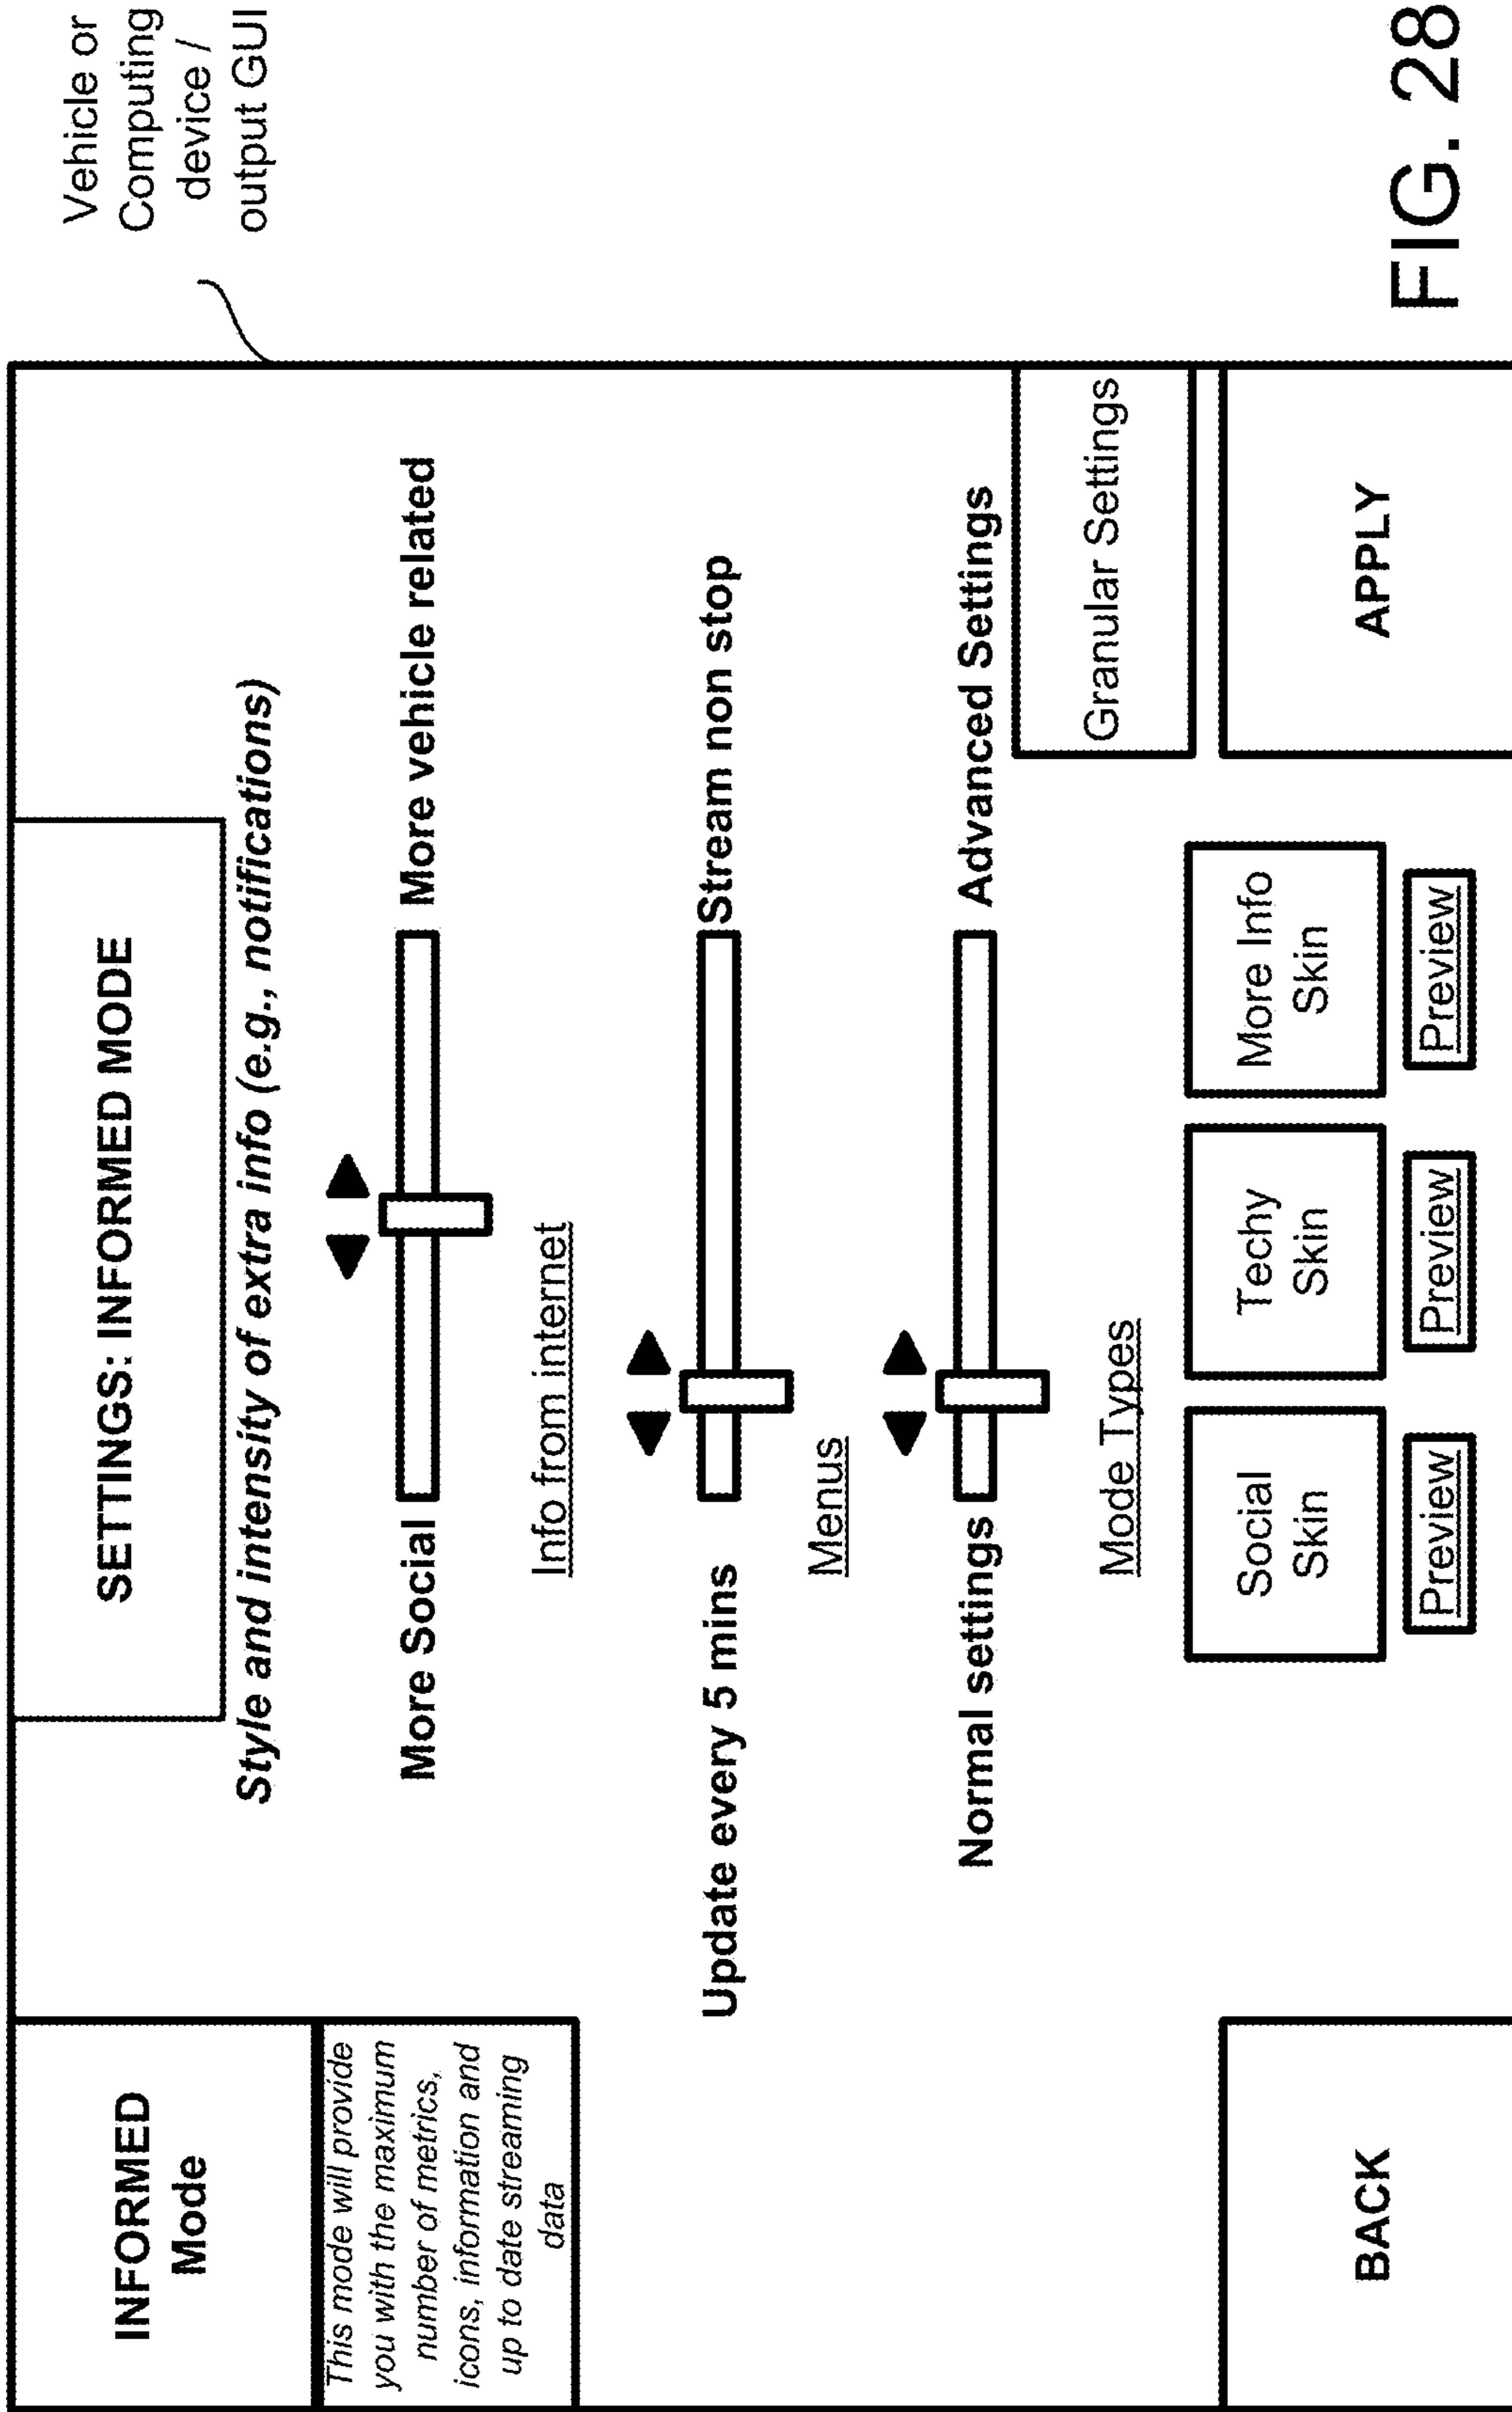 INFORMED
Mode
This mode will provide
you with the maximum
number of metrics,
icons, information and
up to date streaming
data
SETTINGS: INFORMED MODE
Style and intensity of extra info (e.g., notifications)
More Social
More vehicle related
Info from internet
Update every 5 mins
Stream non stop
Menus
Normal settings
Advanced Settings
Mode Types
Granular Settings
Social
Skin
Techy
Skin
More Info
Skin
Preview
Preview
Preview
BACK
APPLY
Vehicle or
Computing
device /
output GUI
FIG. 28